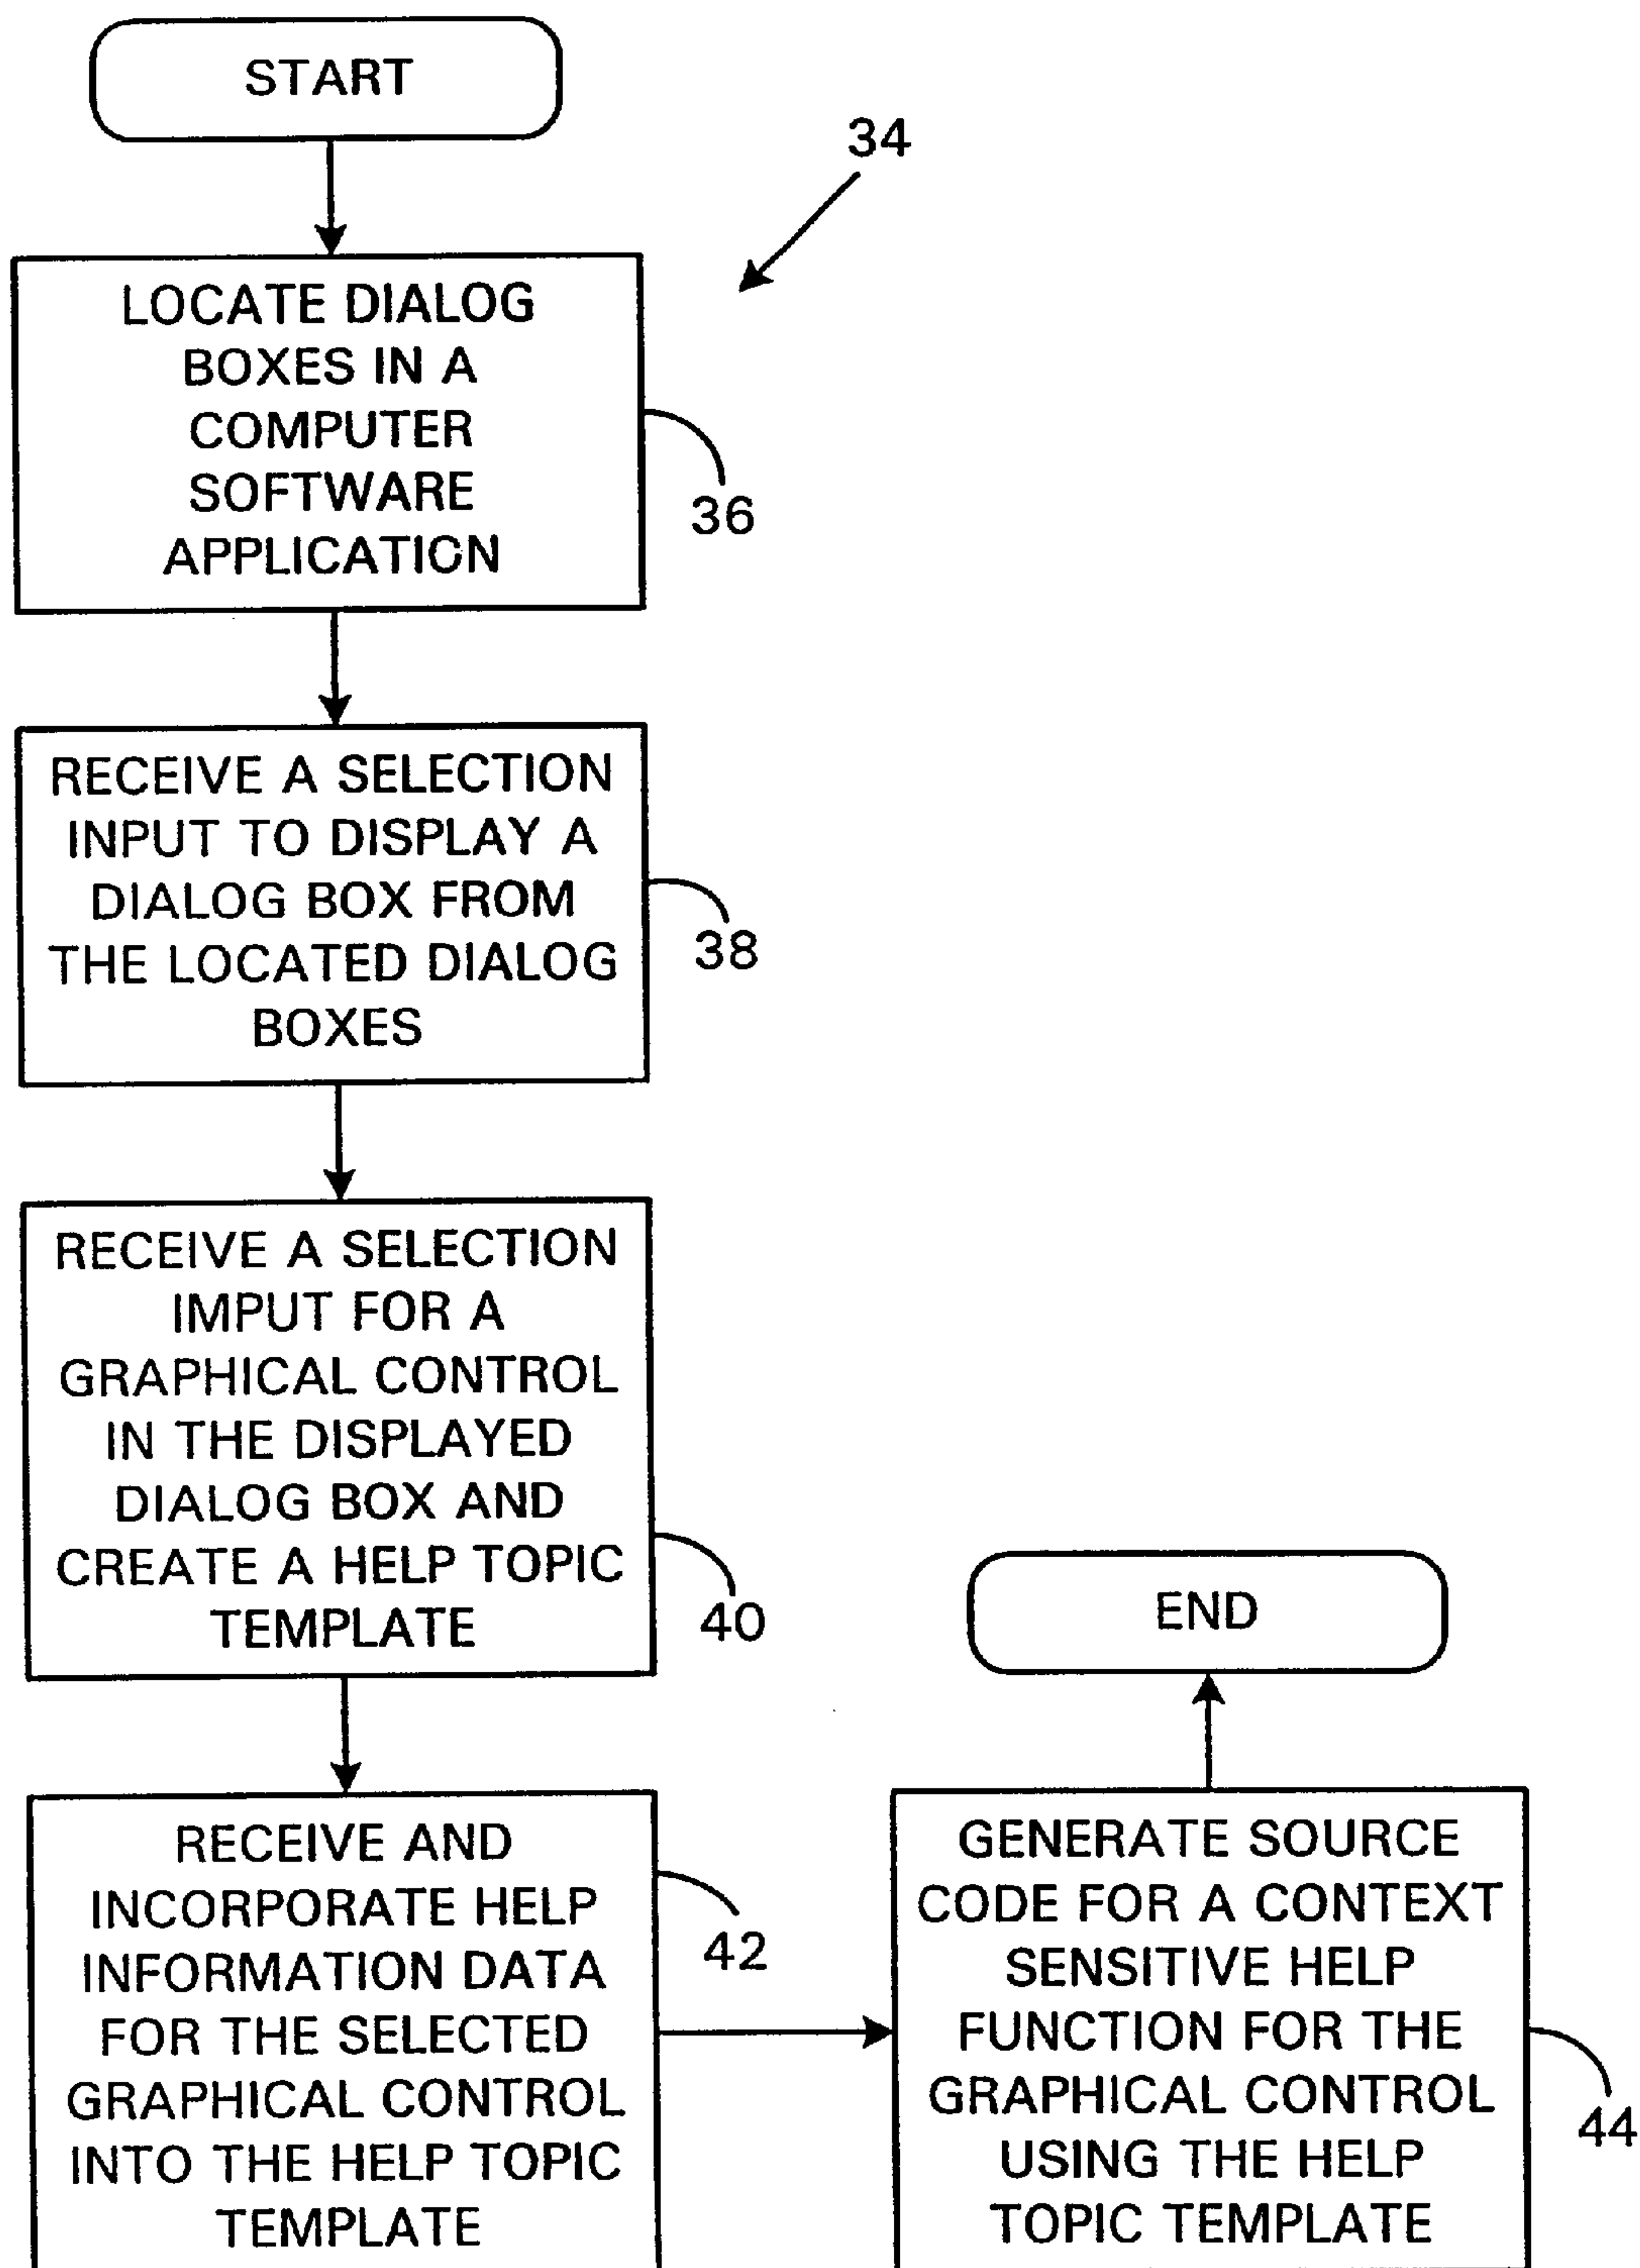 START
34
LOCATE DIALOG
BOXES IN A
COMPUTER
SOFTWARE
APPLICATION
36
RECEIVE A SELECTION
INPUT TO DISPLAY A
DIALOG BOX FROM
THE LOCATED DIALOG
BOXES
38
RECEIVE A SELECTION
IMPUT FOR A
GRAPHICAL CONTROL
IN THE DISPLAYED
DIALOG BOX AND
CREATE A HELP TOPIC
TEMPLATE
40
RECEIVE AND
INCORPORATE HELP
INFORMATION DATA
FOR THE SELECTED
GRAPHICAL CONTROL
INTO THE HELP TOPIC
TEMPLATE
42
GENERATE SOURCE
CODE FOR A CONTEXT
SENSITIVE HELP
FUNCTION FOR THE
GRAPHICAL CONTROL
USING THE HELP
TOPIC TEMPLATE
44
END